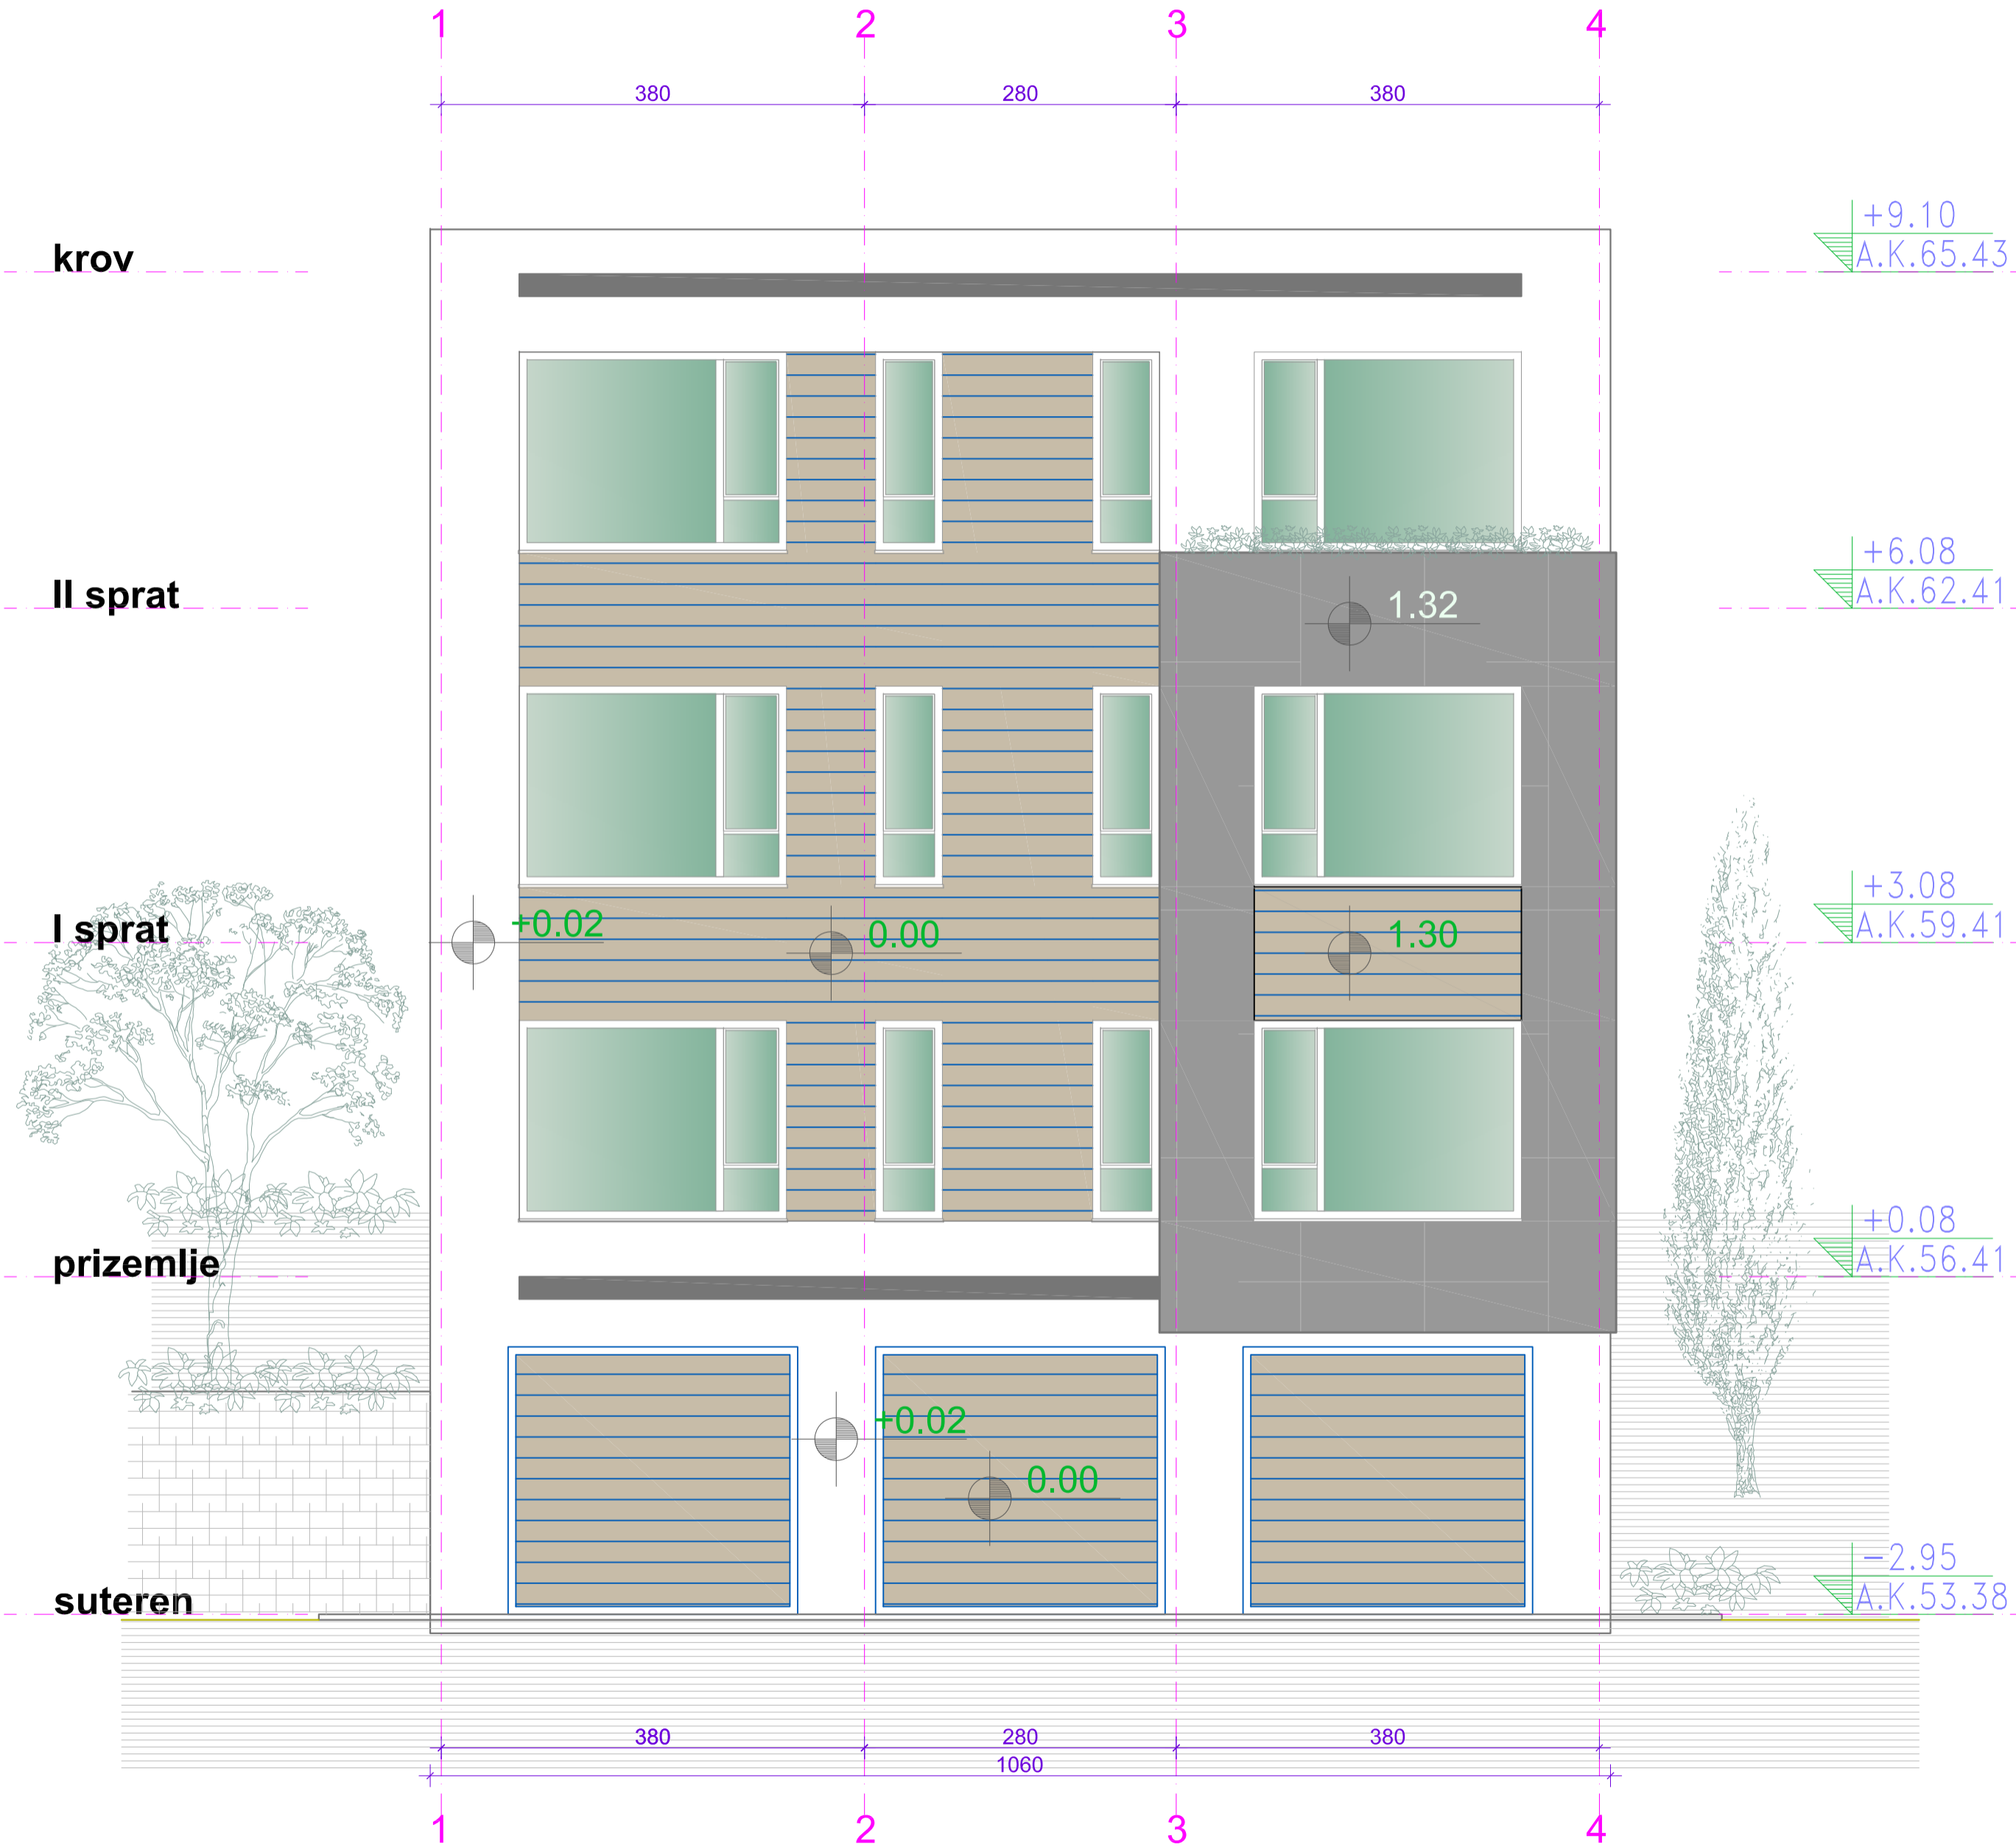 1 2 3 4
380 280 380
+9.10
krov A.K.65.43
+6.08
II sprat A.K.62.41
1.32
+3.08
I sprat +0.02 0.00 1.30 A.K.59.41
+0.08
prizemlje A.K.56.41
+0.02
0.00
-2.95
suteren A.K.53.38
380 280 380
1060
1 2 3 4